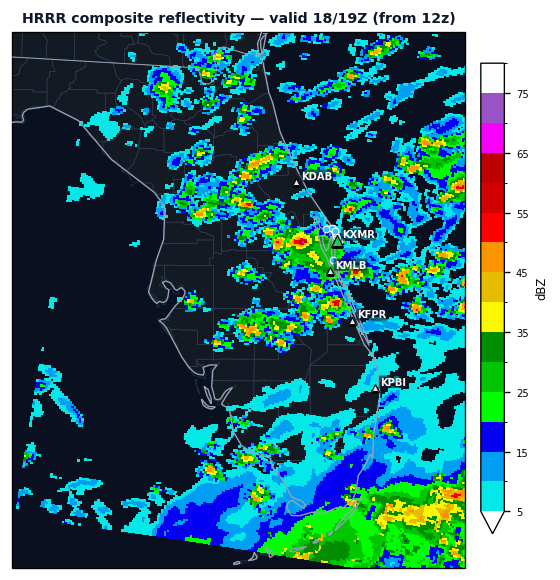 HRRR composite reflectivity — valid 18/19Z (from 12z)
KDAB
KXMR
KMLB
KFPR
KPBI
75
65
55
45
35
25
15
5
dBZ